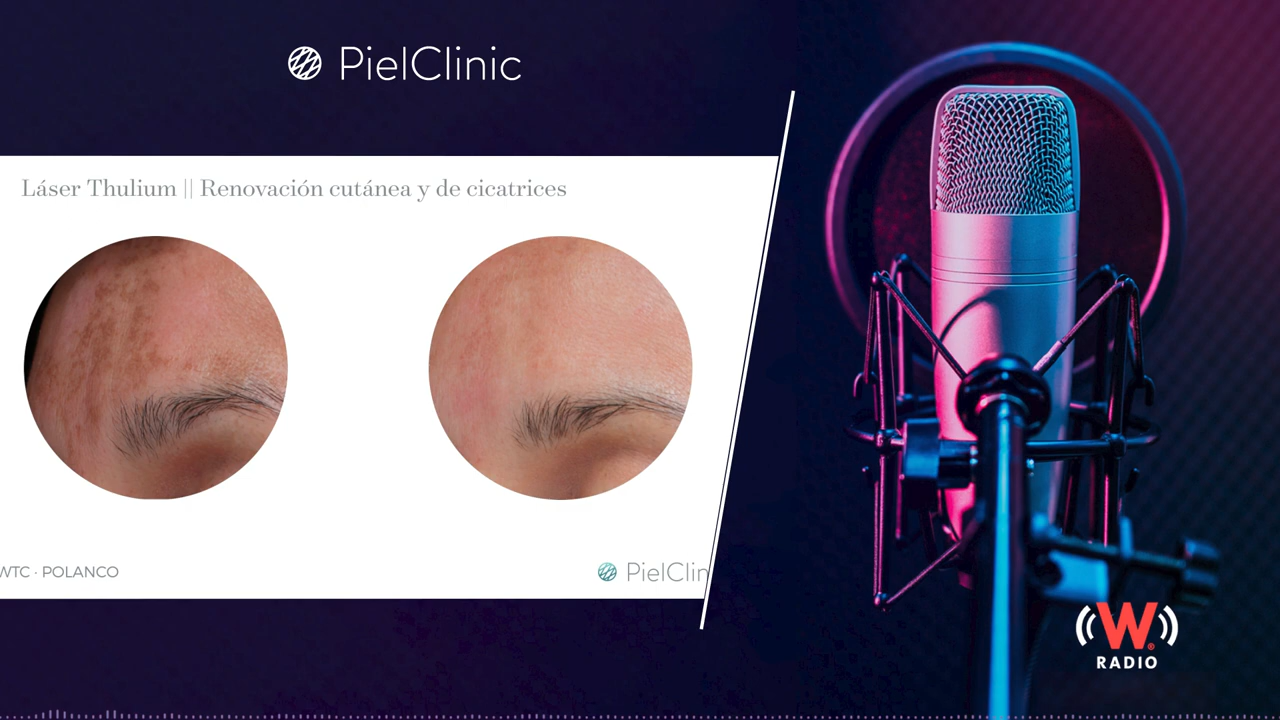 PielClinic
Láser Thulium || Renovación cutánea y de cicatrices
WTC · POLANCO
PielClin
W
RADIO